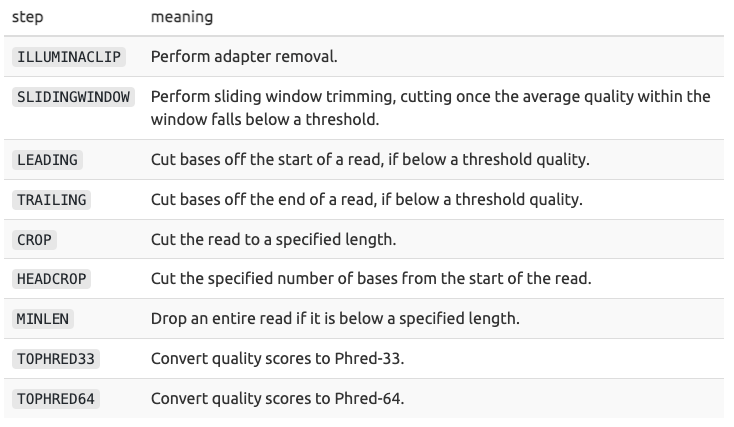 step meaning
ILLUMINACLIP Perform adapter removal.
SLIDINGWINDOW Perform sliding window trimming, cutting once the average quality within the
window falls below a threshold.
LEADING Cut bases off the start of a read, if below a threshold quality.
TRAILING Cut bases off the end of a read, if below a threshold quality.
CROP Cut the read to a specified length.
HEADCROP Cut the specified number of bases from the start of the read.
MINLEN Drop an entire read if it is below a specified length.
TOPHRED33 Convert quality scores to Phred-33.
TOPHRED64 Convert quality scores to Phred-64.